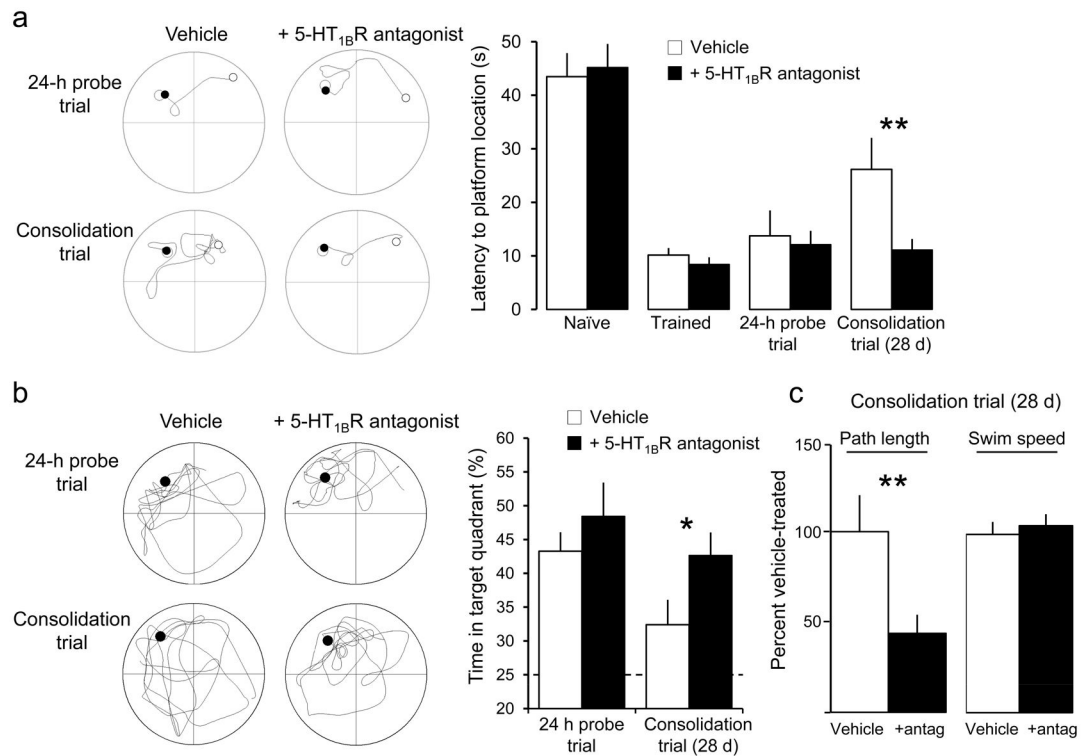 a
Vehicle
+ 5-HT1BR antagonist
24-h probe
trial
Consolidation
trial
Latency to platform location (s)
50
40
30
20
10
0
Vehicle
+ 5-HT1BR antagonist
**
Naïve
Trained
24-h probe
trial
Consolidation
trial (28 d)
b
Vehicle
+ 5-HT1BR antagonist
24-h probe
trial
Consolidation
trial
Time in target quadrant (%)
60
55
50
45
40
35
30
25
20
Vehicle
+ 5-HT1BR antagonist
*
24 h probe
trial
Consolidation
trial (28 d)
c
Consolidation trial (28 d)
Percent vehicle-treated
150
100
50
Path length
Swim speed
**
Vehicle
+antag
Vehicle
+antag